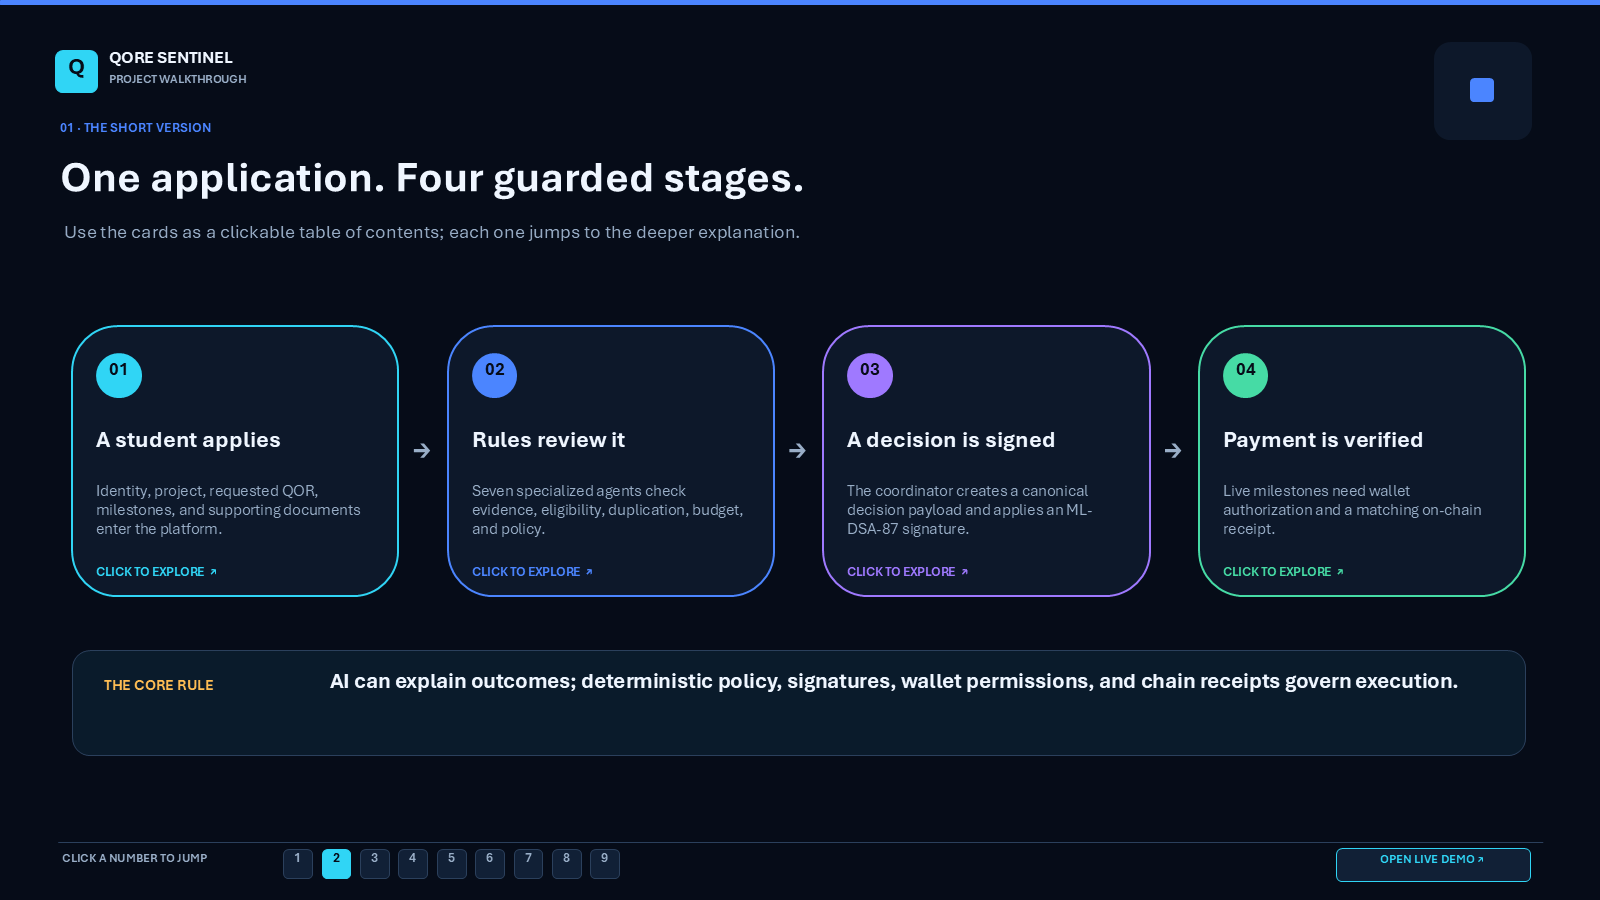 Q
QORE SENTINEL
PROJECT WALKTHROUGH
01 · THE SHORT VERSION
One application. Four guarded stages.
Use the cards as a clickable table of contents; each one jumps to the deeper explanation.
01
A student applies
Identity, project, requested QOR,
milestones, and supporting documents
enter the platform.
CLICK TO EXPLORE ↗
→
02
Rules review it
Seven specialized agents check
evidence, eligibility, duplication, budget,
and policy.
CLICK TO EXPLORE ↗
→
03
A decision is signed
The coordinator creates a canonical
decision payload and applies an ML-
DSA-87 signature.
CLICK TO EXPLORE ↗
→
04
Payment is verified
Live milestones need wallet
authorization and a matching on-chain
receipt.
CLICK TO EXPLORE ↗
THE CORE RULE
AI can explain outcomes; deterministic policy, signatures, wallet permissions, and chain receipts govern execution.
CLICK A NUMBER TO JUMP
1 2 3 4 5 6 7 8 9
OPEN LIVE DEMO ↗